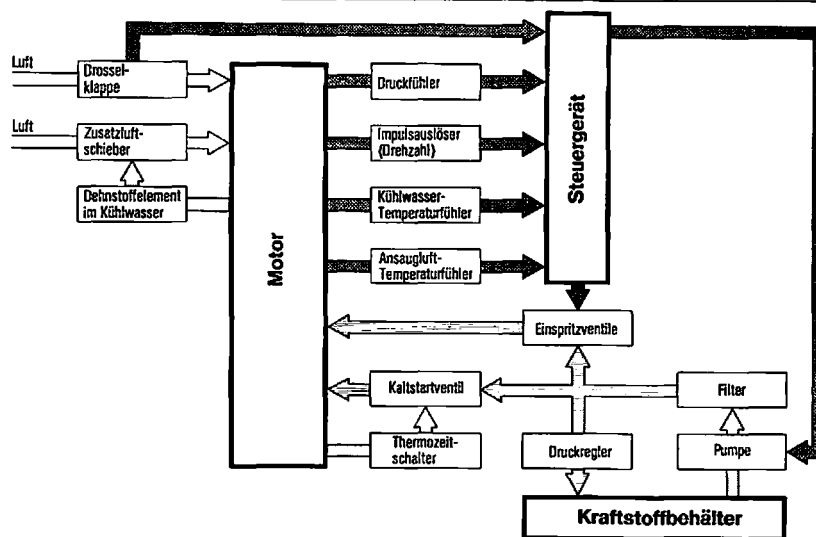 Luft
Drossel-
klappe
Luft
Zusatzluft-
schieber
Dehnstoffelement
im Kühlwasser
Motor
Druckfühler
Impulsauslöser
(Drehzahl)
Kühlwasser-
Temperaturfühler
Ansaugluft-
Temperaturfühler
Steuergerät
Einspritzventile
Kaltstartventil
Filter
Thermozeit-
schalter
Druckregler
Pumpe
Kraftstoffbehälter